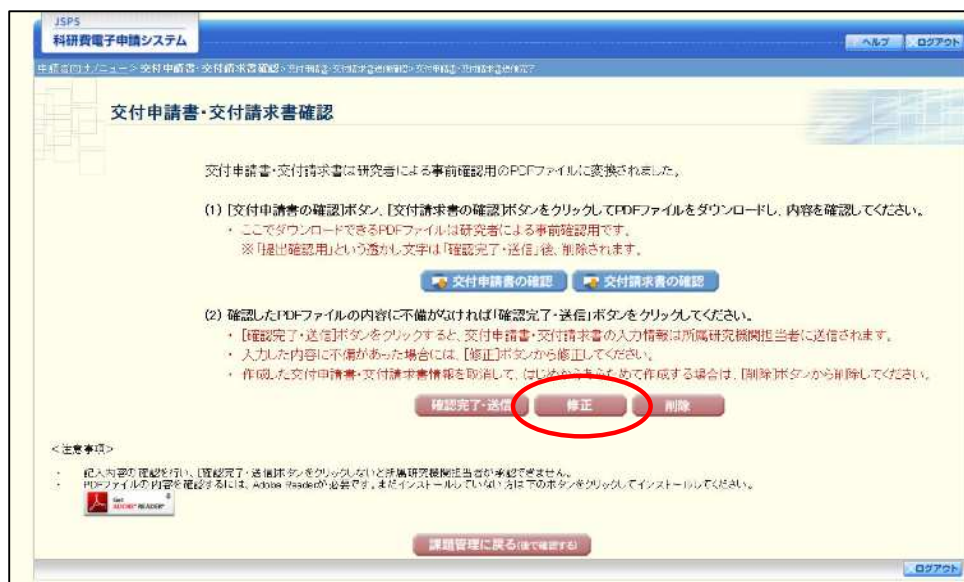 JSPS
科研費電子申請システム
ヘルプ
ログアウト
申請者向けメニュー>交付申請書・交付請求書確認>
交付申請書・交付請求書確認
交付申請書・交付請求書は研究者による事前確認用のPDFファイルに変換されました。
(1) [交付申請書の確認]ボタン、[交付請求書の確認]ボタンをクリックしてPDFファイルをダウンロードし、内容を確認してください。
・ ここでダウンロードできるPDFファイルは研究者による事前確認用です。
※「提出確認用」という透かし文字は「確認完了・送信」後、削除されます。
交付申請書の確認
交付請求書の確認
(2) 確認したPDFファイルの内容に不備がなければ「確認完了・送信」ボタンをクリックしてください。
・ [確認完了・送信]ボタンをクリックすると、交付申請書・交付請求書の入力情報は所属研究機関担当者に送信されます。
・ 入力した内容に不備があった場合には、[修正]ボタンから修正してください。
・ 作成した交付申請書・交付請求書情報を取消して、はじめからあらためて作成する場合は、[削除]ボタンから削除してください。
確認完了・送信
修正
削除
<注意事項>
・ 記入内容の確認を行い、[確認完了・送信]ボタンをクリックしないと所属研究機関担当者が承認できません。
・ PDFファイルの内容を確認するには、Adobe Readerが必要です。まだインストールしていない方は下のボタンをクリックしてインストールしてください。
Get
ADOBE® READER®
課題管理に戻る(後で確認する)
ログアウト